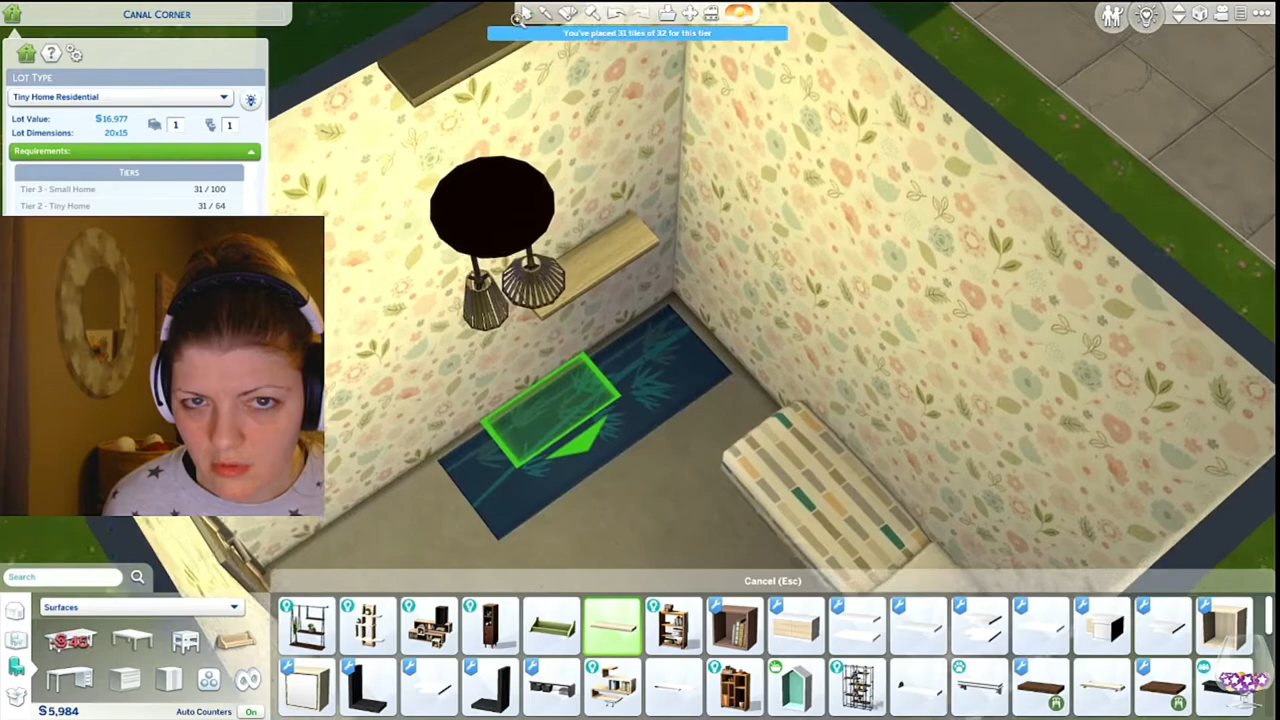 CANAL CORNER
You've placed 31 tiles of 32 for this tier
LOT TYPE
Tiny Home Residential
Lot Value: §16,977
1
1
Lot Dimensions: 20x15
Requirements:
TIERS
Tier 3 - Small Home 31 / 100
Tier 2 - Tiny Home 31 / 64
Cancel (Esc)
Search
Surfaces
§5,984
Auto Counters On